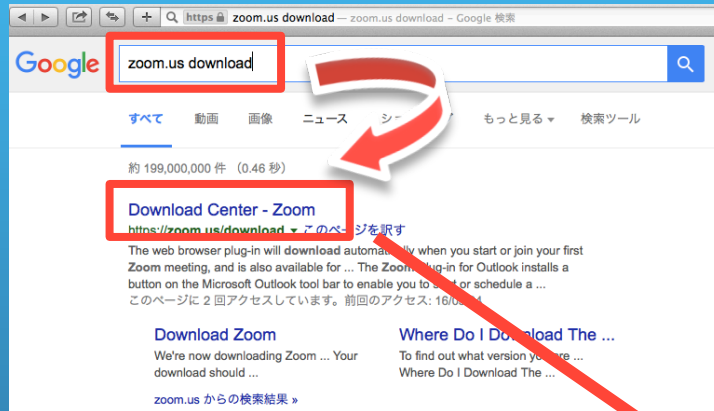 https zoom.us download — zoom.us download - Google 検索
Google
zoom.us download
すべて 動画 画像 ニュース もっと見る 検索ツール
約 199,000,000 件 （0.46 秒）
Download Center - Zoom
https://zoom.us/download このページを訳す
The web browser plug-in will download automatically when you start or join your first
Zoom meeting, and is also available for ... The Zoom plug-in for Outlook installs a
button on the Microsoft Outlook tool bar to enable you to start or schedule a ...
このページに 2 回アクセスしています。前回のアクセス: 
Download Zoom Where Do I Download The ...
We're now downloading Zoom ... Your To find out what version you are ...
download should ... Where Do I Download The ...
zoom.us からの検索結果 »